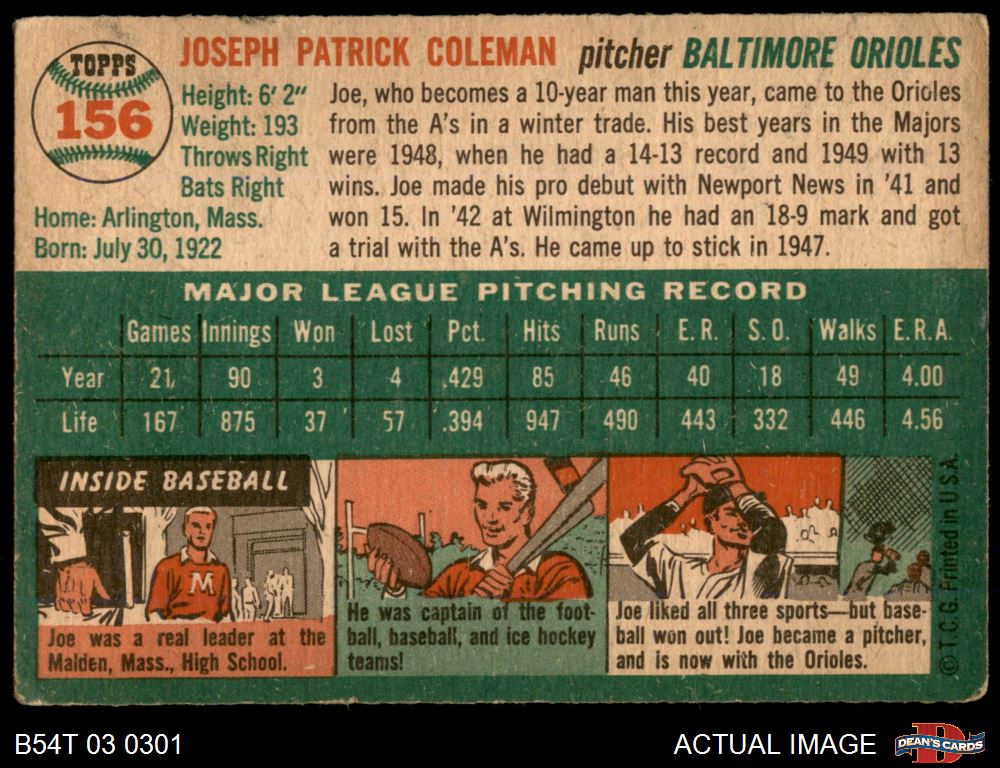 TOPPS
156
JOSEPH PATRICK COLEMAN pitcher BALTIMORE ORIOLES
Height: 6' 2"
Weight: 193
Throws Right
Bats Right
Home: Arlington, Mass.
Born: July 30, 1922
Joe, who becomes a 10-year man this year, came to the Orioles
from the A's in a winter trade. His best years in the Majors
were 1948, when he had a 14-13 record and 1949 with 13
wins. Joe made his pro debut with Newport News in '41 and
won 15. In '42 at Wilmington he had an 18-9 mark and got
a trial with the A's. He came up to stick in 1947.
MAJOR LEAGUE PITCHING RECORD
Games Innings Won Lost Pct. Hits Runs E. R. S. O. Walks E.R.A.
Year 21 90 3 4 .429 85 46 40 18 49 4.00
Life 167 875 37 57 .394 947 490 443 332 446 4.56
INSIDE BASEBALL
M
Joe was a real leader at the
Malden, Mass., High School.
He was captain of the foot-
ball, baseball, and ice hockey
teams!
Joe liked all three sports—but base-
ball won out! Joe became a pitcher,
and is now with the Orioles.
© T. C. G. Printed in U.S.A.
B54T 03 0301
ACTUAL IMAGE
D
DEAN'S CARDS